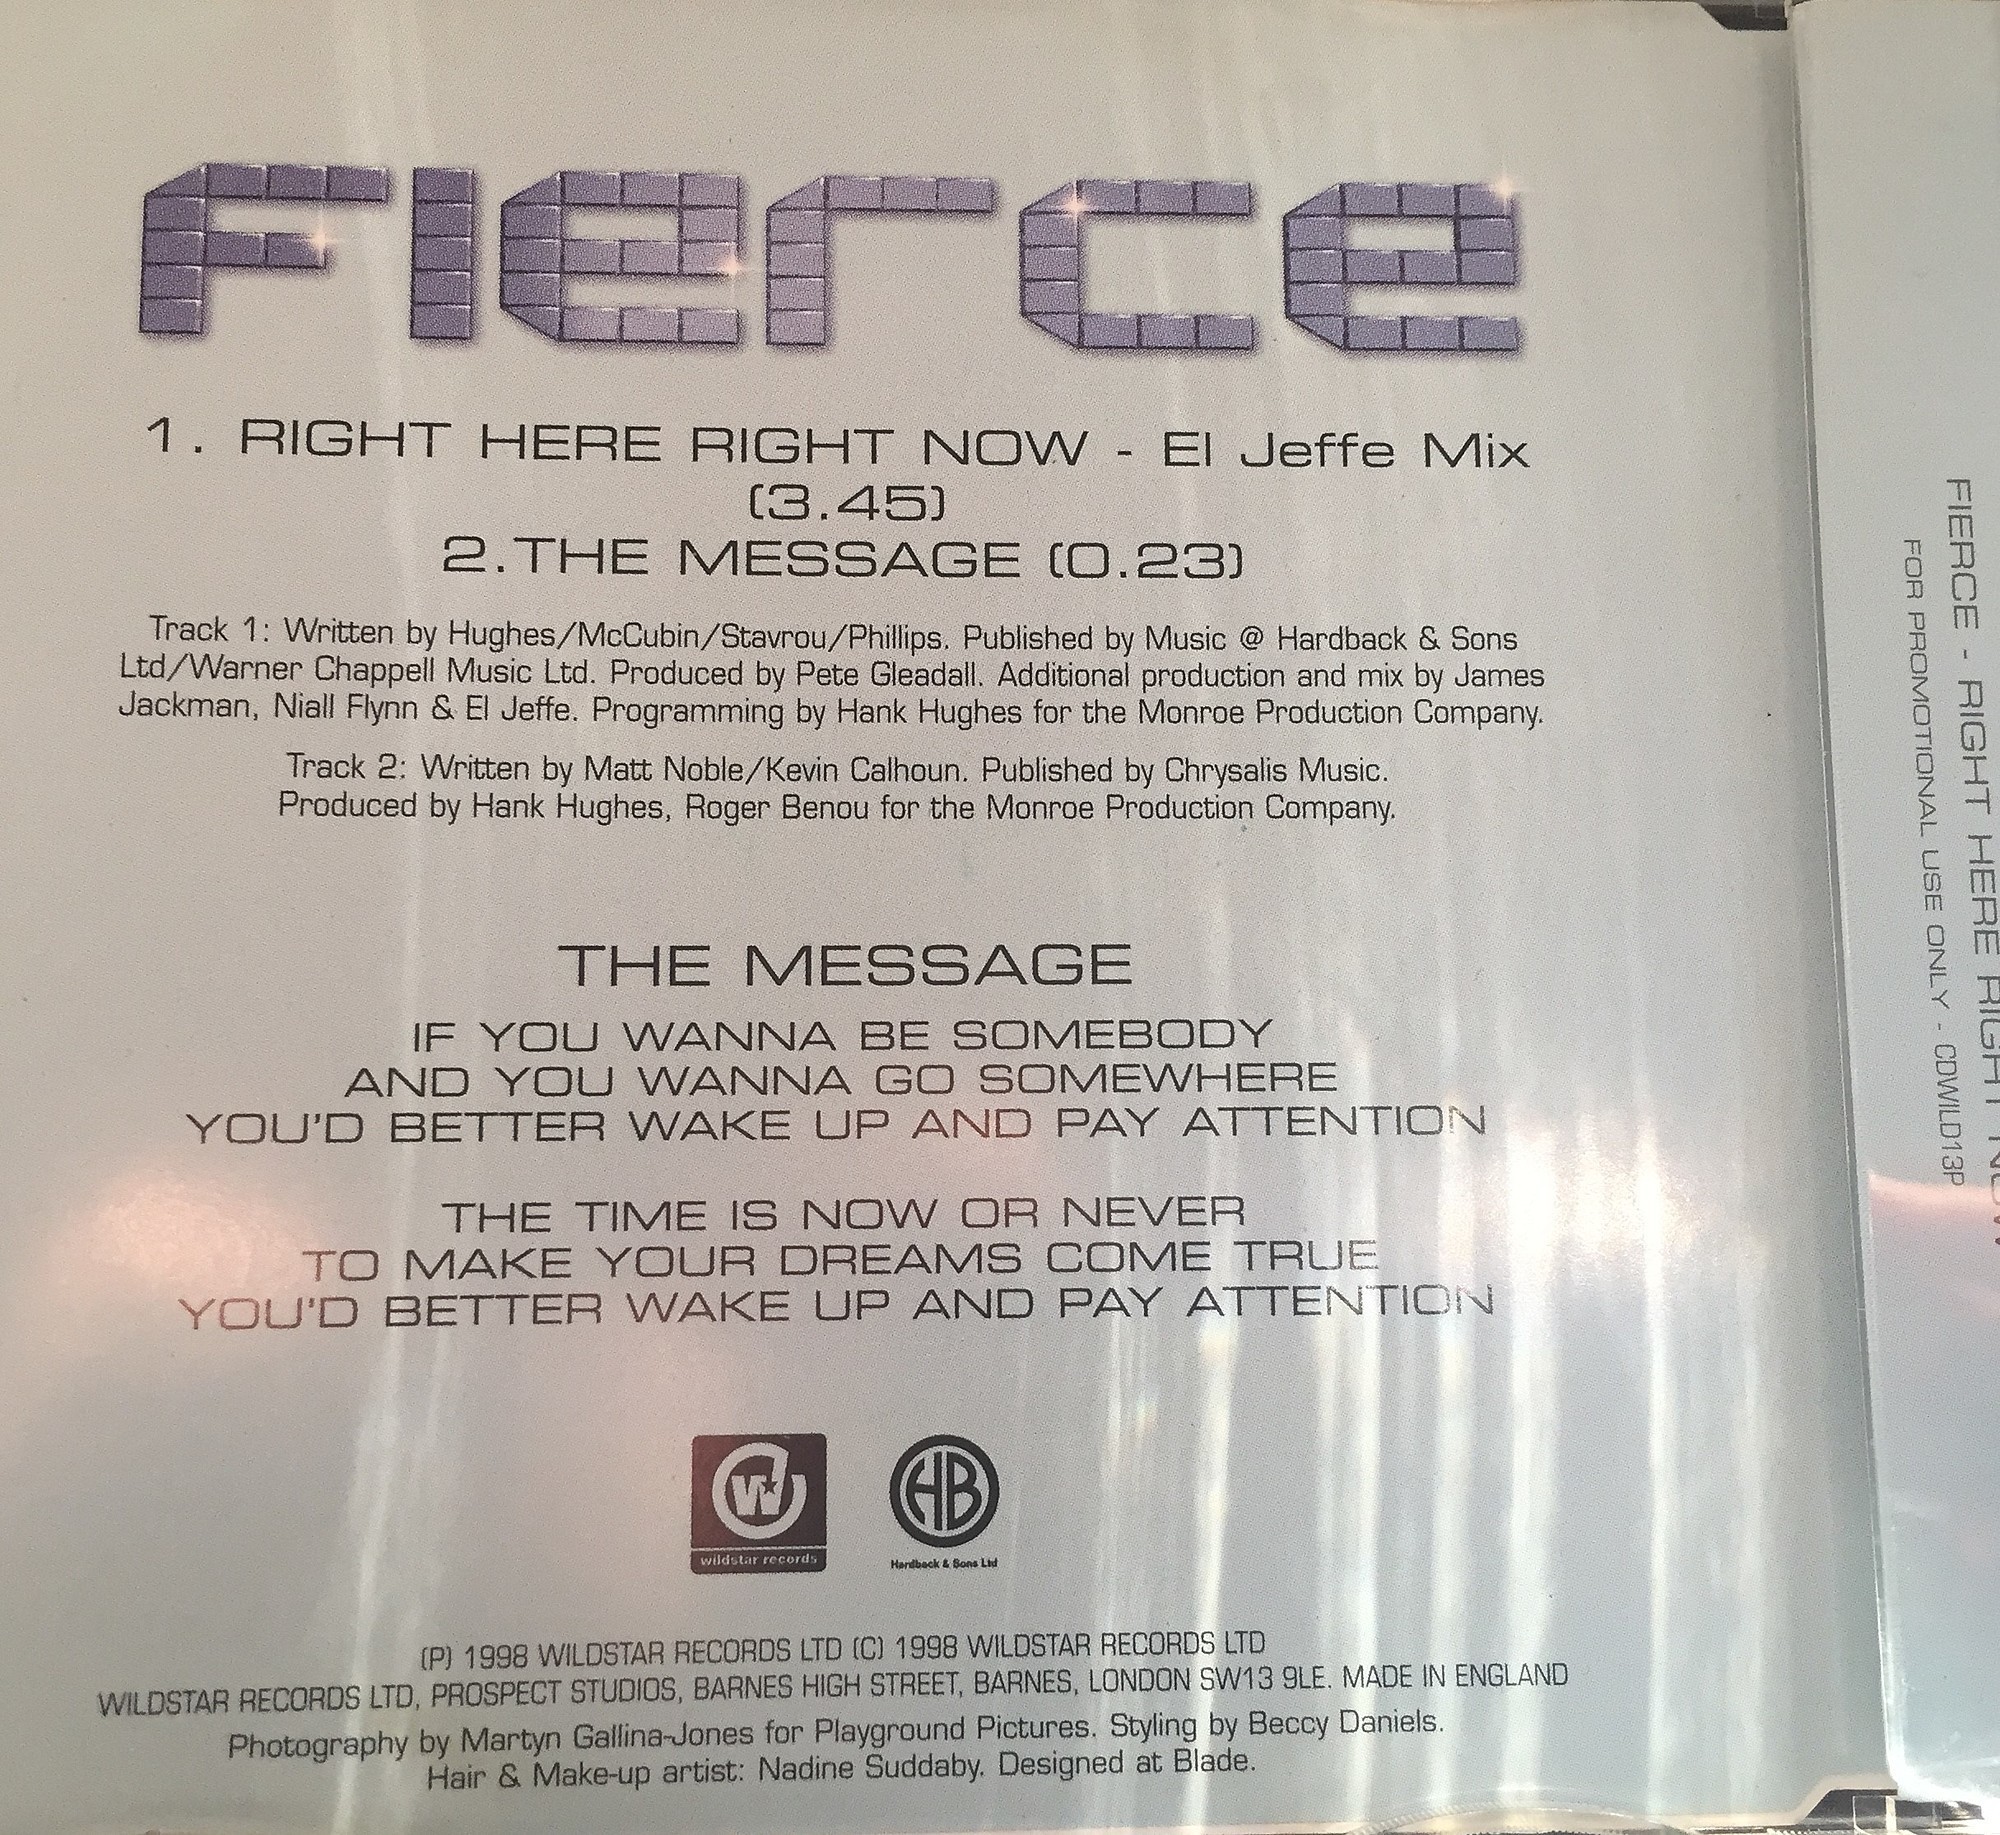 Fierce
1. RIGHT HERE RIGHT NOW - El Jeffe Mix
(3.45)
2.THE MESSAGE (0.23)
Track 1: Written by Hughes/McCubin/Stavrou/Phillips. Published by Music @ Hardback & Sons
Ltd/Warner Chappell Music Ltd. Produced by Pete Gleadall. Additional production and mix by James
Jackman, Niall Flynn & El Jeffe. Programming by Hank Hughes for the Monroe Production Company.
Track 2: Written by Matt Noble/Kevin Calhoun. Published by Chrysalis Music.
Produced by Hank Hughes, Roger Benou for the Monroe Production Company.
THE MESSAGE
IF YOU WANNA BE SOMEBODY
AND YOU WANNA GO SOMEWHERE
YOU'D BETTER WAKE UP AND PAY ATTENTION
THE TIME IS NOW OR NEVER
TO MAKE YOUR DREAMS COME TRUE
YOU'D BETTER WAKE UP AND PAY ATTENTION
W
wildstar records
HB
Hardback & Sons Ltd
(P) 1998 WILDSTAR RECORDS LTD (C) 1998 WILDSTAR RECORDS LTD
WILDSTAR RECORDS LTD, PROSPECT STUDIOS, BARNES HIGH STREET, BARNES, LONDON SW13 9LE. MADE IN ENGLAND
Photography by Martyn Gallina-Jones for Playground Pictures. Styling by Beccy Daniels.
Hair & Make-up artist: Nadine Suddaby. Designed at Blade.
FIERCE - RIGHT HERE RIGHT NOW
FOR PROMOTIONAL USE ONLY - CDWILD13P